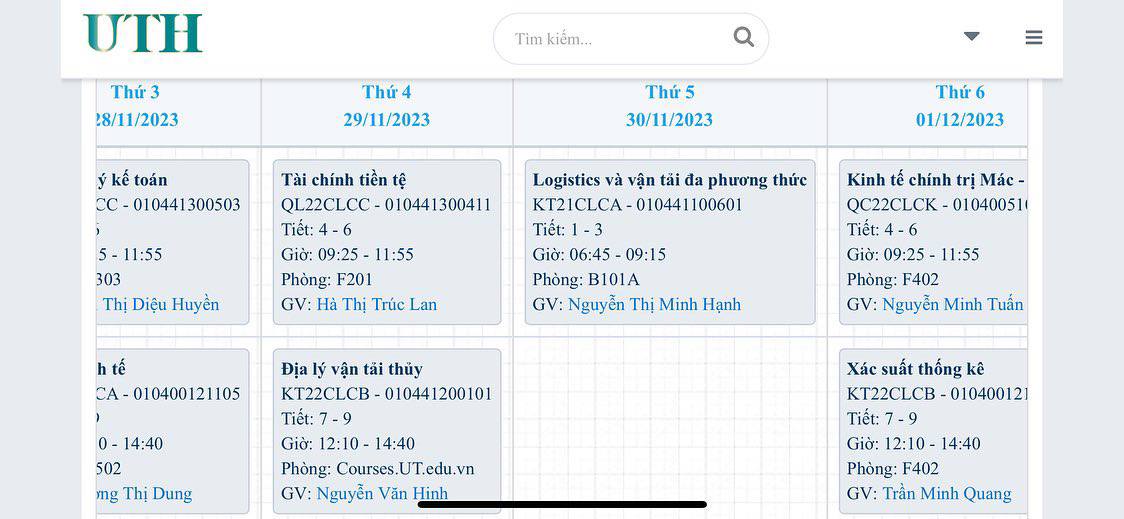 UTH
Tìm kiếm...
Thứ 3
28/11/2023
Thứ 4
29/11/2023
Thứ 5
30/11/2023
Thứ 6
01/12/2023
ý kế toán
CC - 010441300503
5 - 11:55
303
Thị Diệu Huyền
Tài chính tiền tệ
QL22CLCC - 010441300411
Tiết: 4 - 6
Giờ: 09:25 - 11:55
Phòng: F201
GV: Hà Thị Trúc Lan
Logistics và vận tải đa phương thức
KT21CLCA - 010441100601
Tiết: 1 - 3
Giờ: 06:45 - 09:15
Phòng: B101A
GV: Nguyễn Thị Minh Hạnh
Kinh tế chính trị Mác -
QC22CLCK - 01040051
Tiết: 4 - 6
Giờ: 09:25 - 11:55
Phòng: F402
GV: Nguyễn Minh Tuấn
h tế
CA - 010400121105
0 - 14:40
502
ng Thị Dung
Địa lý vận tải thủy
KT22CLCB - 010441200101
Tiết: 7 - 9
Giờ: 12:10 - 14:40
Phòng: Courses.UT.edu.vn
GV: Nguyễn Văn Hinh
Xác suất thống kê
KT22CLCB - 01040012
Tiết: 7 - 9
Giờ: 12:10 - 14:40
Phòng: F402
GV: Trần Minh Quang